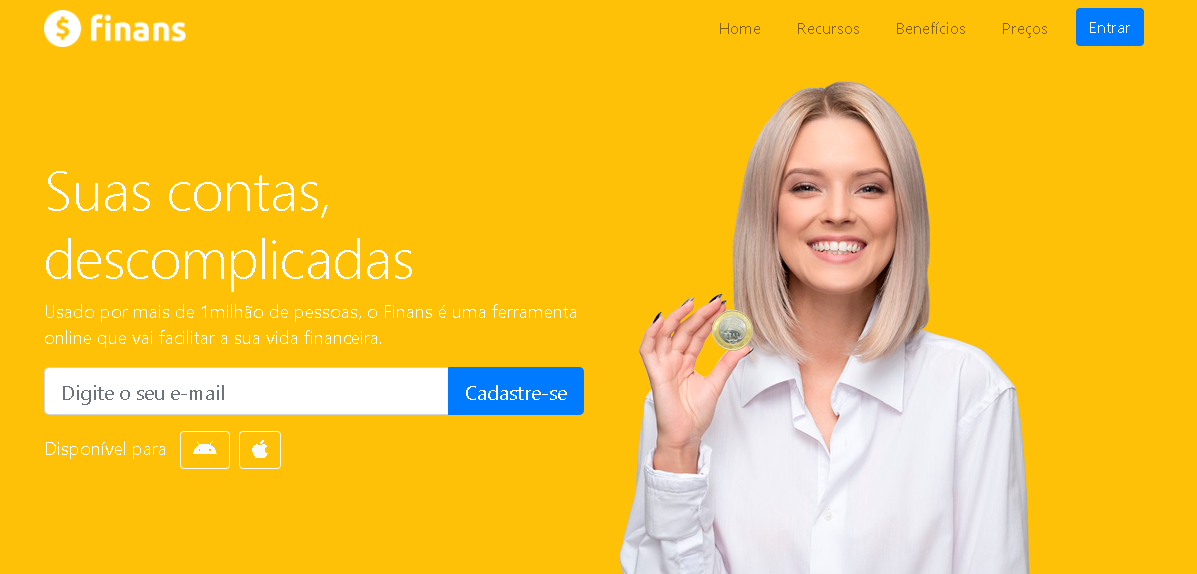 $ finans
Home
Recursos
Benefícios
Preços
Entrar
Suas contas,
descomplicadas
Usado por mais de 1milhão de pessoas, o Finans é uma ferramenta
online que vai facilitar a sua vida financeira.
Digite o seu e-mail
Cadastre-se
Disponível para